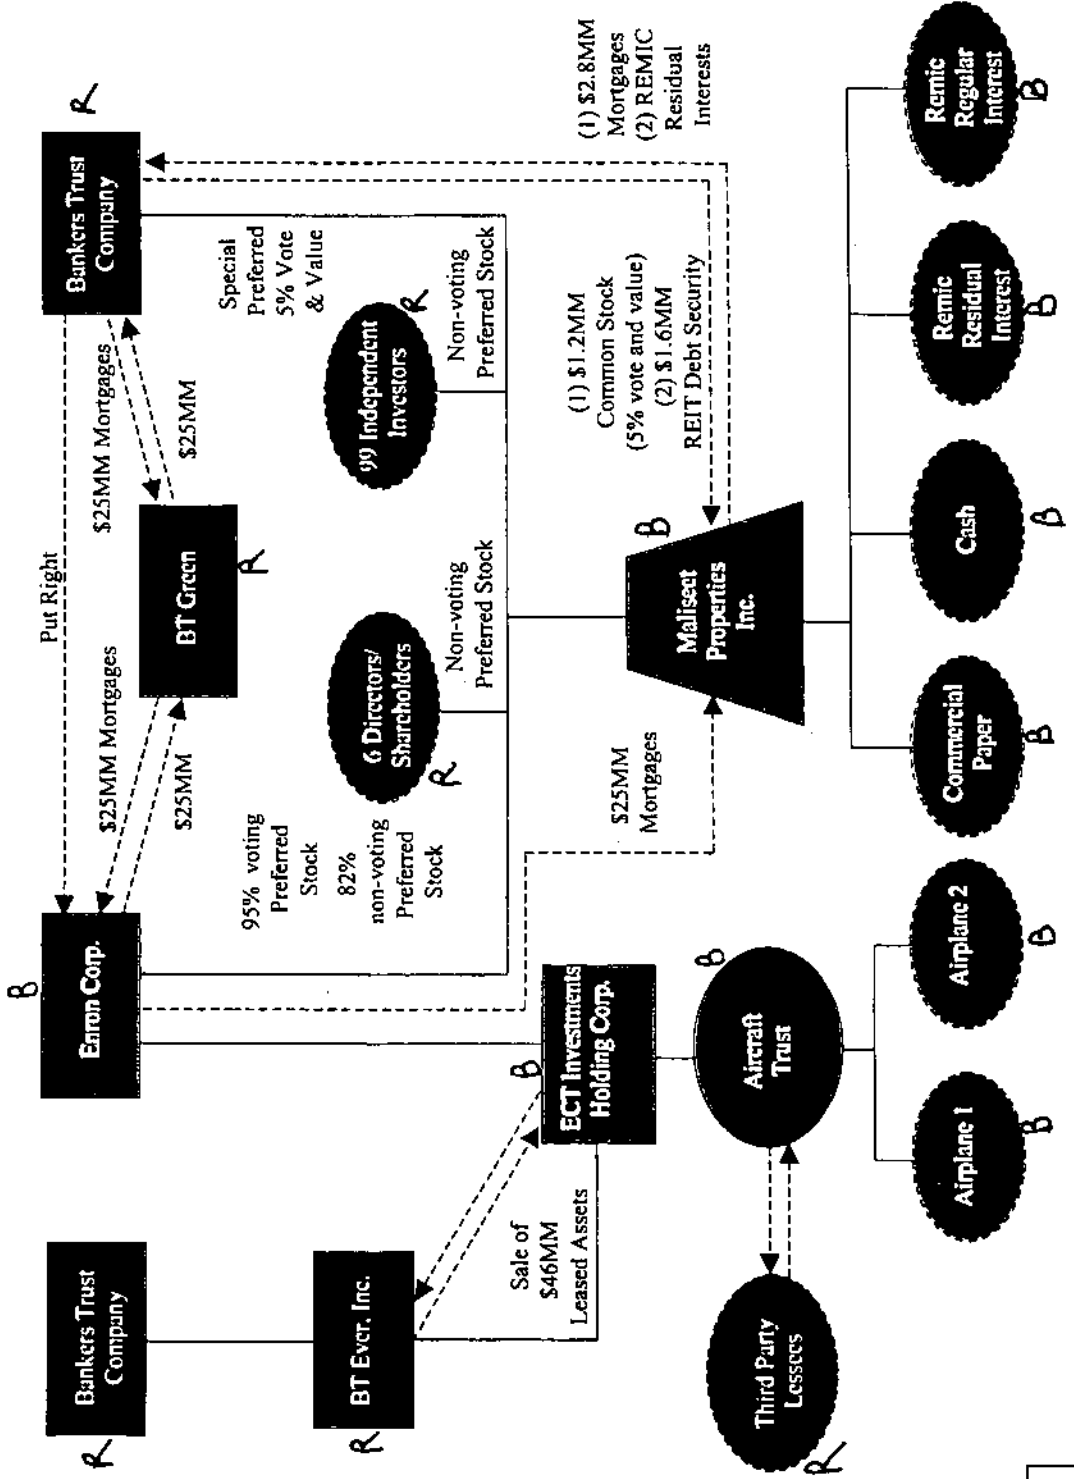 Bankers Trust
Company
R
B
Enron Corp.
Put Right
Bankers Trust
Company
R
$25MM Mortgages
$25MM
BT Green
R
$25MM Mortgages
$25MM
BT Ever, Inc.
R
95% voting
Preferred
Stock
82%
non-voting
Preferred
Stock
Special
Preferred
5% Vote
& Value
6 Directors/
Shareholders
R
99 Independent
Investors
R
Non-voting
Preferred Stock
Non-voting
Preferred Stock
Sale of
$46MM
Leased Assets
B
ECT Investments
Holding Corp.
$25MM
Mortgages
(1) $1.2MM
Common Stock
(5% vote and value)
(2) $1.6MM
REIT Debt Security
(1) $2.8MM
Mortgages
(2) REMIC
Residual
Interests
B
Malisect
Properties
Inc.
Third Party
Lessees
R
B
Aircraft
Trust
Airplane 1
B
Airplane 2
B
Commercial
Paper
B
Cash
B
Remic
Residual
Interest
B
Remic
Regular
Interest
B